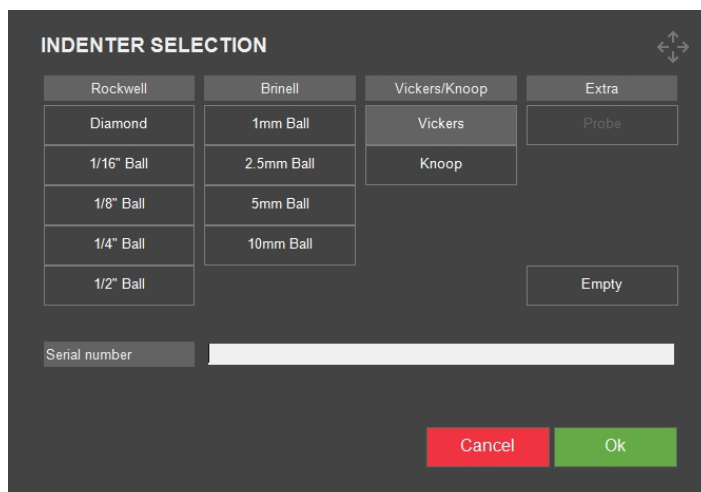 INDENTER SELECTION
Rockwell Brinell Vickers/Knoop Extra
Diamond 1mm Ball Vickers Probe
1/16" Ball 2.5mm Ball Knoop
1/8" Ball 5mm Ball
1/4" Ball 10mm Ball
1/2" Ball Empty
Serial number
Cancel Ok